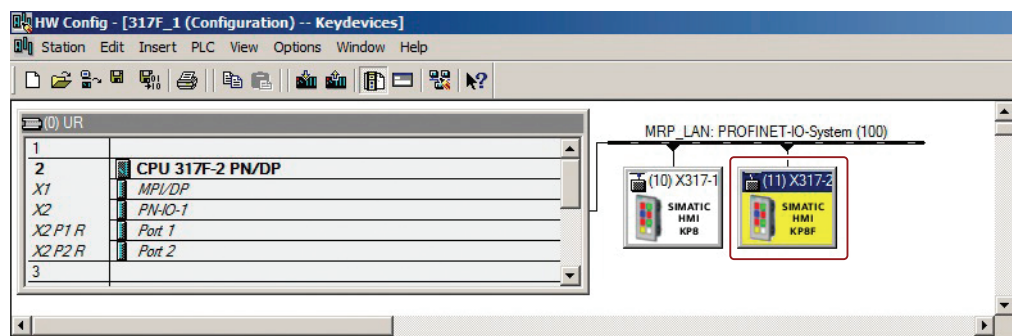 HW Config - [317F_1 (Configuration) -- Keydevices]
Station Edit Insert PLC View Options Window Help
(0) UR
1
2 CPU 317F-2 PN/DP
X1 MPI/DP
X2 PN-IO-1
X2 P1 R Port 1
X2 P2 R Port 2
3
MRP_LAN: PROFINET-IO-System (100)
(10) X317-1
SIMATIC
HMI
KP8
(11) X317-2
SIMATIC
HMI
KP8F